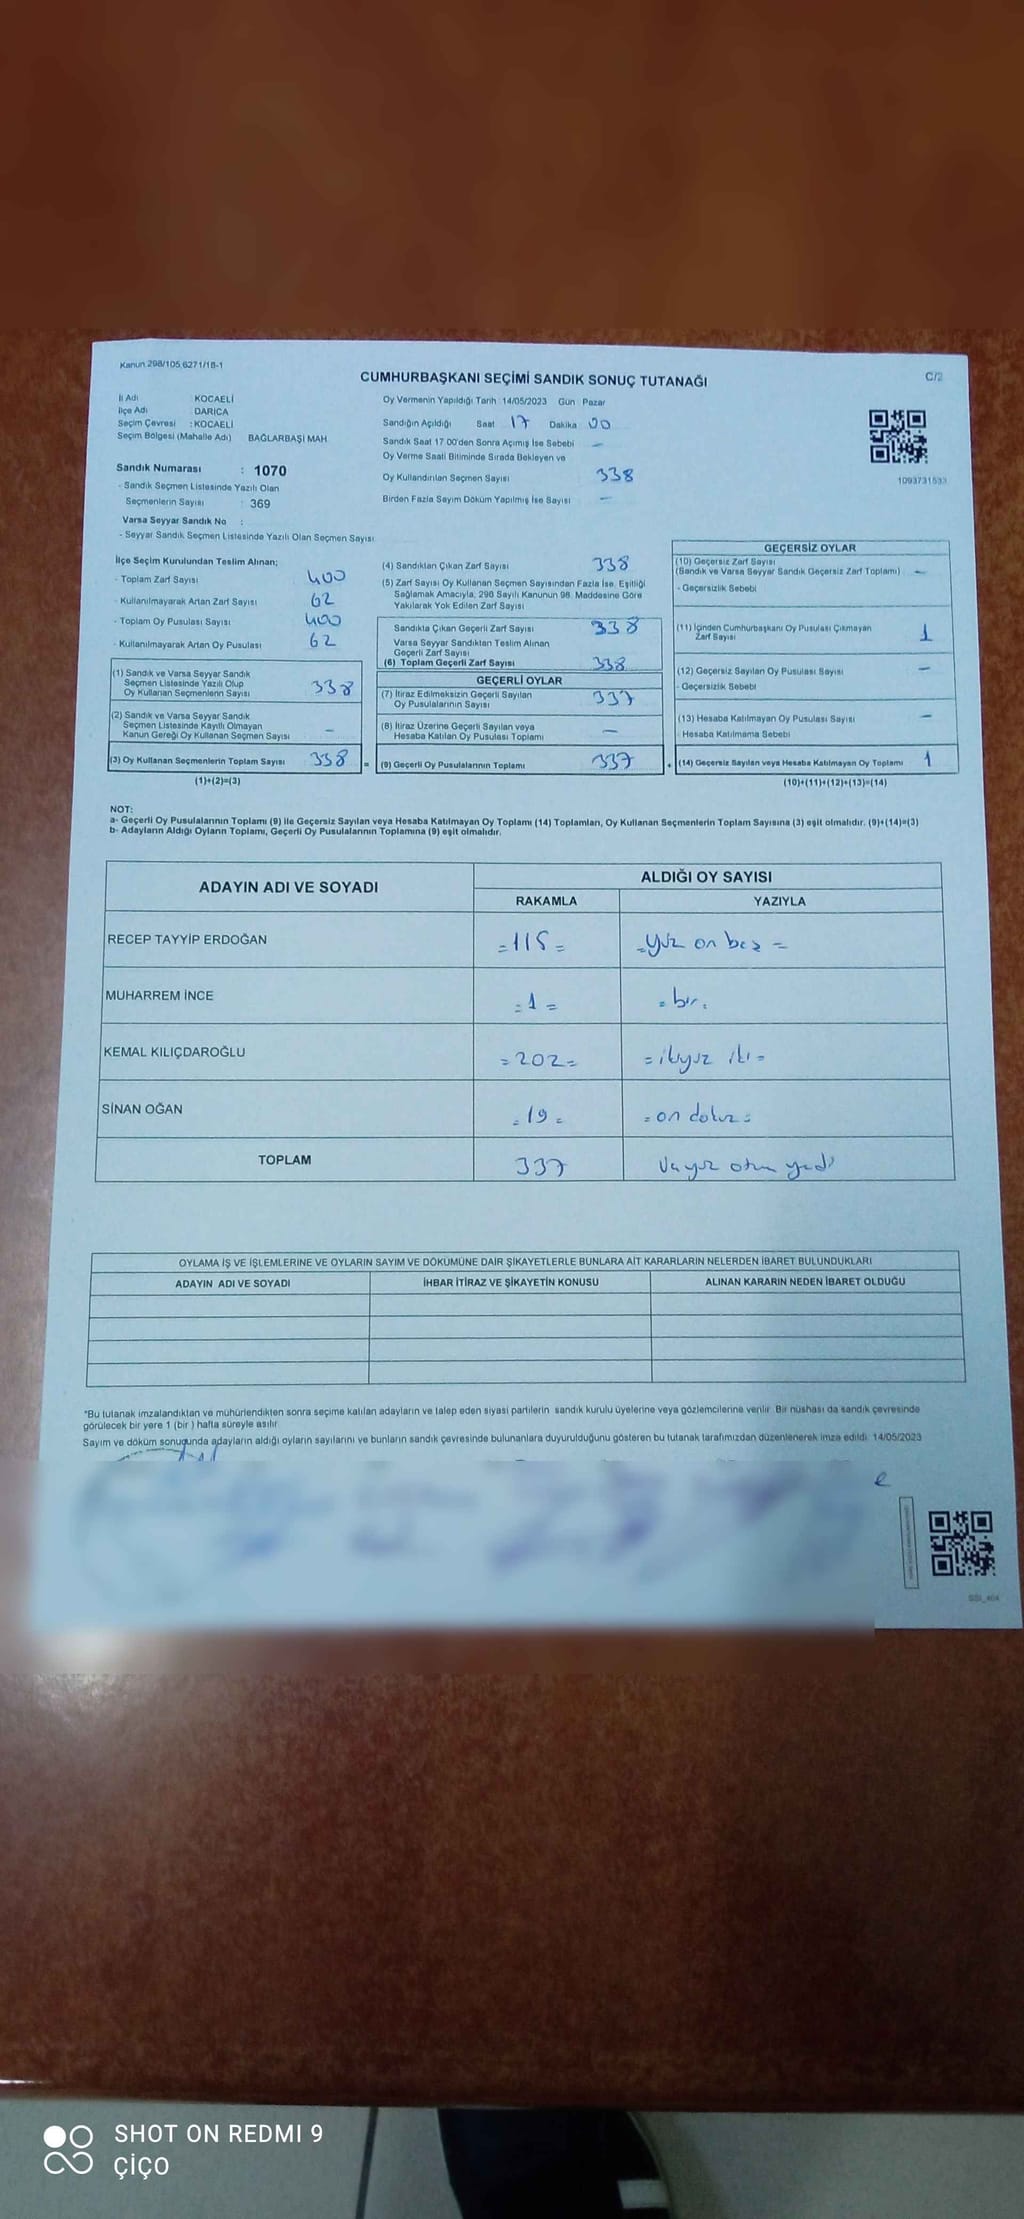 Kanun 298/105,6271/18-1
CUMHURBAŞKANI SEÇİMİ SANDIK SONUÇ TUTANAĞI
C/2
İl Adı : KOCAELİ
İlçe Adı : DARICA
Seçim Çevresi : KOCAELİ
Seçim Bölgesi (Mahalle Adı) BAĞLARBAŞI MAH.
Sandık Numarası : 1070
- Sandık Seçmen Listesinde Yazılı Olan
Seçmenlerin Sayısı : 369
Varsa Seyyar Sandık No :
- Seyyar Sandık Seçmen Listesinde Yazılı Olan Seçmen Sayısı
Oy Vermenin Yapıldığı Tarih :14/05/2023 Gün Pazar
Sandığın Açıldığı Saat 17 Dakika 00
Sandık Saat 17.00'den Sonra Açımış İse Sebebi –
Oy Verme Saati Bitiminde Sırada Bekleyen ve
Oy Kullandırılan Seçmen Sayısı 338
Birden Fazla Sayım Döküm Yapılmış İse Sayısı –
1093731533
İlçe Seçim Kurulundan Teslim Alınan;
- Toplam Zarf Sayısı 400
- Kullanılmayarak Artan Zarf Sayısı 62
- Toplam Oy Pusulası Sayısı 400
- Kullanılmayarak Artan Oy Pusulası 62
(1) Sandık ve Varsa Seyyar Sandık
Seçmen Listesinde Yazılı Olup
Oy Kullanan Seçmenlerin Sayısı 338
(2) Sandık ve Varsa Seyyar Sandık
Seçmen Listesinde Kayıtlı Olmayan
Kanun Gereği Oy Kullanan Seçmen Sayısı –
(3) Oy Kullanan Seçmenlerin Toplam Sayısı 338 =
(1)+(2)=(3)
(4) Sandıktan Çıkan Zarf Sayısı 338
(5) Zarf Sayısı Oy Kullanan Seçmen Sayısından Fazla İse, Eşitliği
Sağlamak Amacıyla, 298 Sayılı Kanunun 98. Maddesine Göre
Yakılarak Yok Edilen Zarf Sayısı
Sandıkta Çıkan Geçerli Zarf Sayısı 338
Varsa Seyyar Sandıktan Teslim Alınan
Geçerli Zarf Sayısı
(6) Toplam Geçerli Zarf Sayısı 338
GEÇERLİ OYLAR
(7) İtiraz Edilmeksizin Geçerli Sayılan
Oy Pusulalarının Sayısı 337
(8) İtiraz Üzerine Geçerli Sayılan veya
Hesaba Katılan Oy Pusulası Toplamı –
(9) Geçerli Oy Pusulalarının Toplamı 337 +
GEÇERSİZ OYLAR
(10) Geçersiz Zarf Sayısı
(Sandık ve Varsa Seyyar Sandık Geçersiz Zarf Toplamı) –
- Geçersizlik Sebebi
(11) İçinden Cumhurbaşkanı Oy Pusulası Çıkmayan
Zarf Sayısı 1
(12) Geçersiz Sayılan Oy Pusulası Sayısı –
- Geçersizlik Sebebi
(13) Hesaba Katılmayan Oy Pusulası Sayısı –
Hesaba Katılmama Sebebi
(14) Geçersiz Sayılan veya Hesaba Katılmayan Oy Toplamı 1
(10)+(11)+(12)+(13)=(14)
NOT:
a- Geçerli Oy Pusulalarının Toplamı (9) ile Geçersiz Sayılan veya Hesaba Katılmayan Oy Toplamı (14) Toplamları, Oy Kullanan Seçmenlerin Toplam Sayısına (3) eşit olmalıdır. (9)+(14)=(3)
b- Adayların Aldığı Oyların Toplamı, Geçerli Oy Pusulalarının Toplamına (9) eşit olmalıdır.
ADAYIN ADI VE SOYADI
ALDIĞI OY SAYISI
RAKAMLA YAZIYLA
RECEP TAYYİP ERDOĞAN =115= =yüz on beş=
MUHARREM İNCE =1= =bir=
KEMAL KILIÇDAROĞLU =202= =ikiyüz iki=
SİNAN OĞAN =19= =on dokuz=
TOPLAM 337 üçyüz otuz yedi
OYLAMA İŞ VE İŞLEMLERİNE VE OYLARIN SAYIM VE DÖKÜMÜNE DAİR ŞİKAYETLERLE BUNLARA AİT KARARLARIN NELERDEN İBARET BULUNDUKLARI
ADAYIN ADI VE SOYADI İHBAR İTİRAZ VE ŞİKAYETİN KONUSU ALINAN KARARIN NEDEN İBARET OLDUĞU
"Bu tutanak imzalandıktan ve mühürlendikten sonra seçime katılan adayların ve talep eden siyasi partilerin sandık kurulu üyelerine veya gözlemcilerine verilir. Bir nüshası da sandık çevresinde
görülecek bir yere 1 (bir ) hafta süreyle asılır
Sayım ve döküm sonucunda adayların aldığı oyların sayılarını ve bunların sandık çevresinde bulunanlara duyurulduğunu gösteren bu tutanak tarafımızdan düzenlenerek imza edildi. 14/05/2023
SSI_404
SHOT ON REDMI 9
ÇİÇO